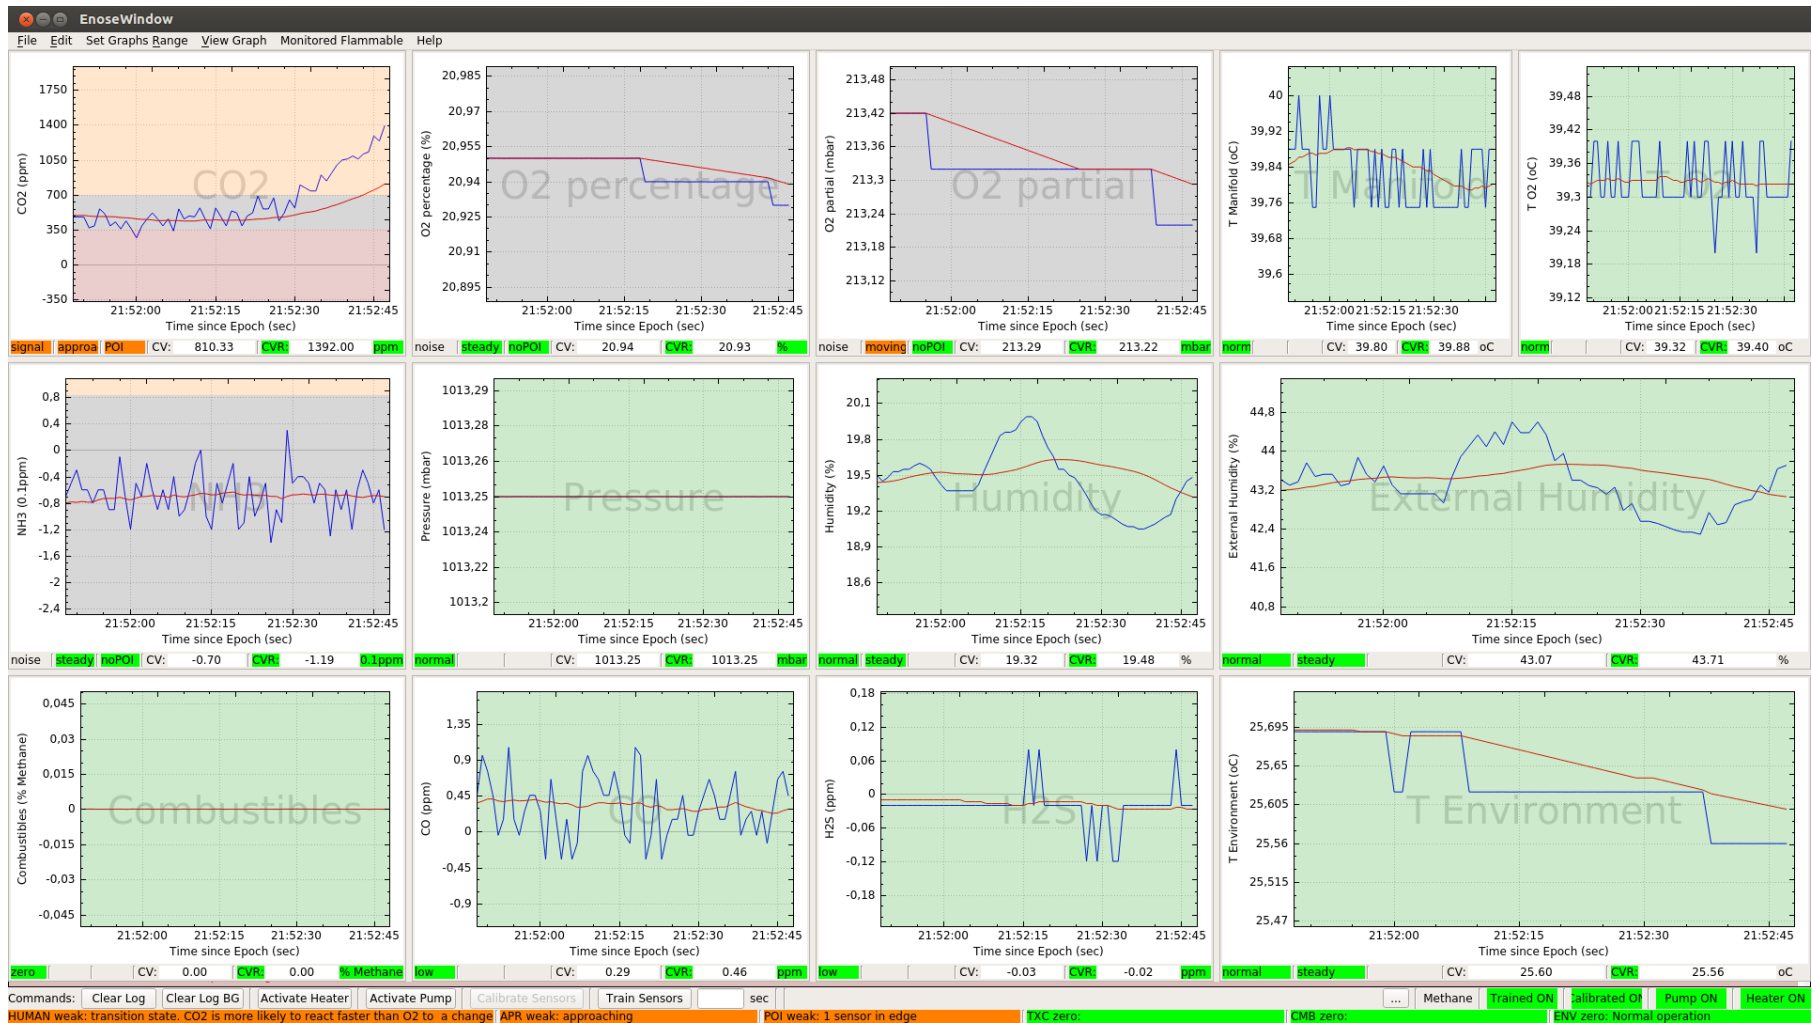 EnoseWindow
File Edit Set Graphs Range View Graph Monitored Flammable Help
CO2 (ppm)
1750
1400
1050
700
350
0
-350
CO2
21:52:00 21:52:15 21:52:30 21:52:45
Time since Epoch (sec)
signal approa POI CV: 810.33 CVR: 1392.00 ppm
O2 percentage (%)
20,985
20,97
20,955
20,94
20,925
20,91
20,895
O2 percentage
21:52:00 21:52:15 21:52:30 21:52:45
Time since Epoch (sec)
noise steady noPOI CV: 20.94 CVR: 20.93 %
O2 partial (mbar)
213,48
213,42
213,36
213,3
213,24
213,18
213,12
O2 partial
21:52:00 21:52:15 21:52:30 21:52:45
Time since Epoch (sec)
noise moving noPOI CV: 213.29 CVR: 213.22 mbar
T Manifold (oC)
40
39,92
39,84
39,76
39,68
39,6
T Manifold
21:52:00 21:52:15 21:52:30
Time since Epoch (sec)
norm CV: 39.80 CVR: 39.88 oC
T O2 (oC)
39,48
39,42
39,36
39,3
39,24
39,18
39,12
T O2
21:52:00 21:52:15 21:52:30
Time since Epoch (sec)
norm CV: 39.32 CVR: 39.40 oC
NH3 (0.1ppm)
0,8
0,4
0
-0,4
-0,8
-1,2
-1,6
-2
-2,4
NH3
21:52:00 21:52:15 21:52:30 21:52:45
Time since Epoch (sec)
noise steady noPOI CV: -0.70 CVR: -1.19 0.1ppm
Pressure (mbar)
1013,29
1013,28
1013,26
1013,25
1013,24
1013,22
1013,2
Pressure
21:52:00 21:52:15 21:52:30 21:52:45
Time since Epoch (sec)
normal CV: 1013.25 CVR: 1013.25 mbar
Humidity (%)
20,1
19,8
19,5
19,2
18,9
18,6
Humidity
21:52:00 21:52:15 21:52:30 21:52:45
Time since Epoch (sec)
normal steady CV: 19.32 CVR: 19.48 %
External Humidity (%)
44,8
44
43,2
42,4
41,6
40,8
External Humidity
21:52:00 21:52:15 21:52:30 21:52:45
Time since Epoch (sec)
normal steady CV: 43.07 CVR: 43.71 %
Combustibles (% Methane)
0,045
0,03
0,015
0
-0,015
-0,03
-0,045
Combustibles
21:52:00 21:52:15 21:52:30 21:52:45
Time since Epoch (sec)
zero CV: 0.00 CVR: 0.00 % Methane
CO (ppm)
1,35
0,9
0,45
0
-0,45
-0,9
CO
21:52:00 21:52:15 21:52:30 21:52:45
Time since Epoch (sec)
low CV: 0.29 CVR: 0.46 ppm
H2S (ppm)
0,18
0,12
0,06
0
-0,06
-0,12
-0,18
H2S
21:52:00 21:52:15 21:52:30 21:52:45
Time since Epoch (sec)
low CV: -0.03 CVR: -0.02 ppm
T Environment (oC)
25,695
25,65
25,605
25,56
25,515
25,47
T Environment
21:52:00 21:52:15 21:52:30 21:52:45
Time since Epoch (sec)
normal steady CV: 25.60 CVR: 25.56 oC
Commands: Clear Log Clear Log BG Activate Heater Activate Pump Calibrate Sensors Train Sensors sec ... Methane Trained ON Calibrated ON Pump ON Heater ON
HUMAN weak: transition state. CO2 is more likely to react faster than O2 to a change APR weak: approaching POI weak: 1 sensor in edge TXC zero: CMB zero: ENV zero: Normal operation